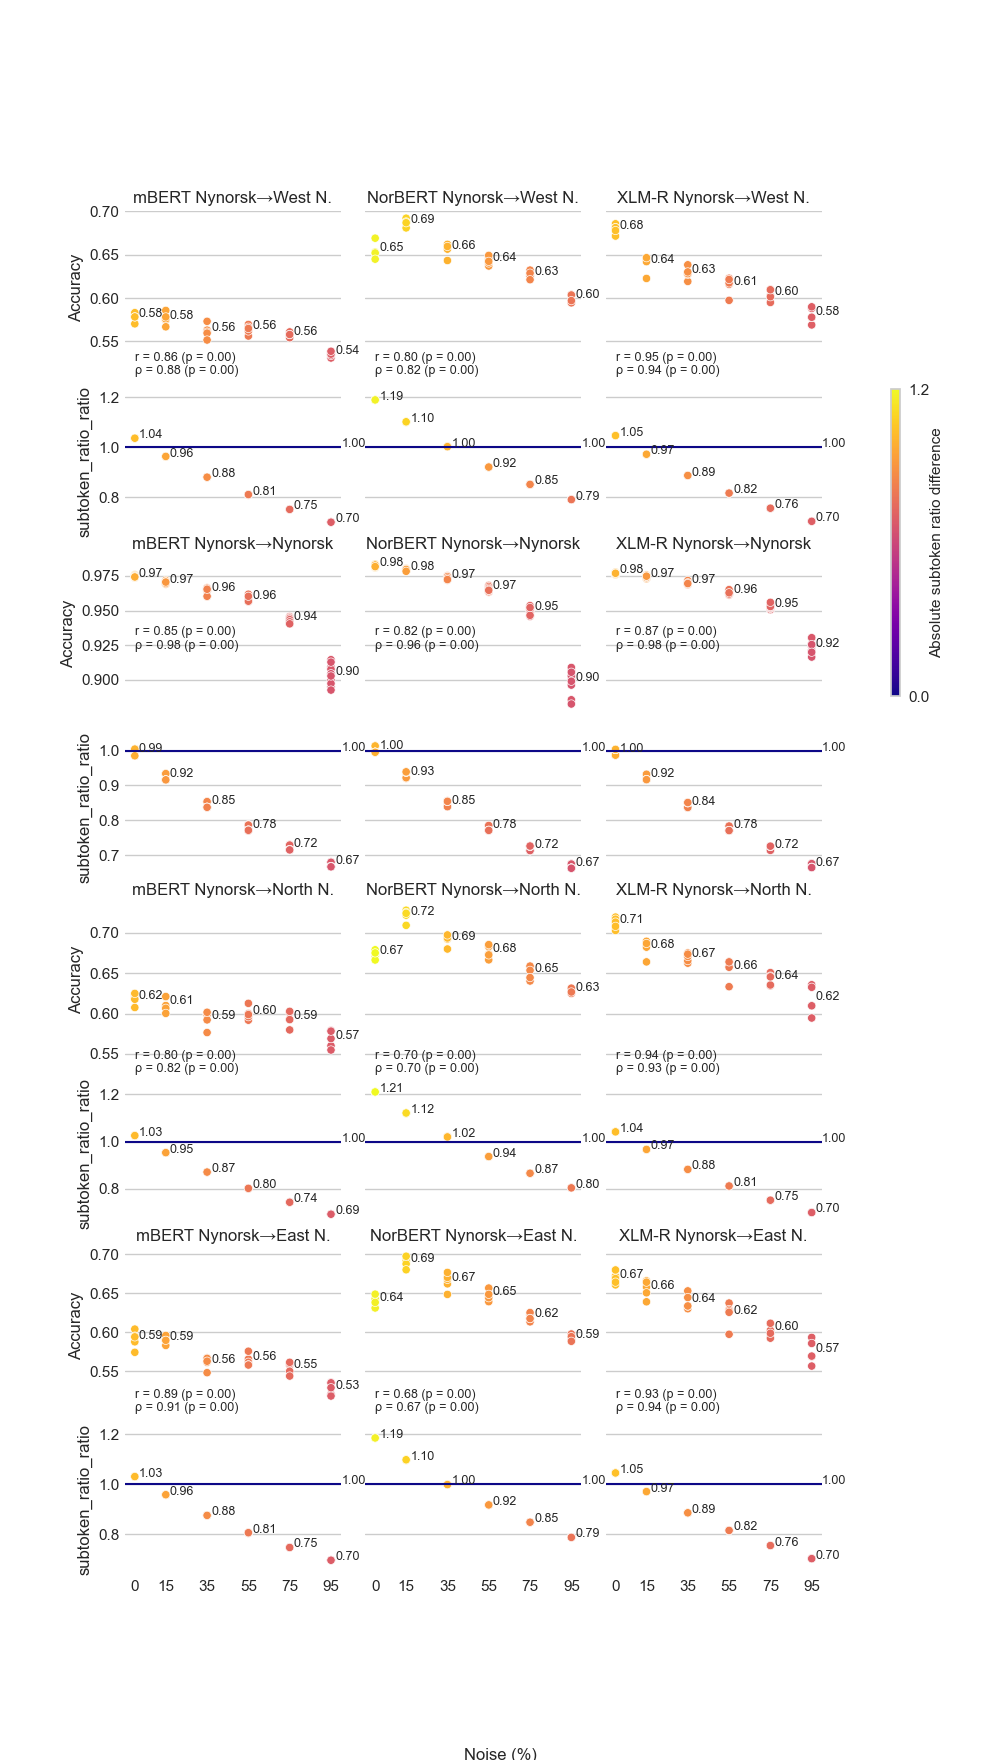 mBERT Nynorsk→West N. NorBERT Nynorsk→West N. XLM-R Nynorsk→West N.
Accuracy
0.70
0.65
0.60
0.55
0.58 0.58 0.56 0.56 0.56 0.54
r = 0.86 (p = 0.00)
ρ = 0.88 (p = 0.00)
0.65 0.69 0.66 0.64 0.63 0.60
r = 0.80 (p = 0.00)
ρ = 0.82 (p = 0.00)
0.68 0.64 0.63 0.61 0.60 0.58
r = 0.95 (p = 0.00)
ρ = 0.94 (p = 0.00)
subtoken_ratio_ratio
1.2
1.0
0.8
1.04 0.96 0.88 0.81 0.75 0.70 1.00
1.19 1.10 1.00 0.92 0.85 0.79 1.00
1.05 0.97 0.89 0.82 0.76 0.70 1.00
mBERT Nynorsk→Nynorsk NorBERT Nynorsk→Nynorsk XLM-R Nynorsk→Nynorsk
Accuracy
0.975
0.950
0.925
0.900
0.97 0.97 0.96 0.96 0.94 0.90
r = 0.85 (p = 0.00)
ρ = 0.98 (p = 0.00)
0.98 0.98 0.97 0.97 0.95 0.90
r = 0.82 (p = 0.00)
ρ = 0.96 (p = 0.00)
0.98 0.97 0.97 0.96 0.95 0.92
r = 0.87 (p = 0.00)
ρ = 0.98 (p = 0.00)
subtoken_ratio_ratio
1.0
0.9
0.8
0.7
0.99 0.92 0.85 0.78 0.72 0.67 1.00
1.00 0.93 0.85 0.78 0.72 0.67 1.00
1.00 0.92 0.84 0.78 0.72 0.67 1.00
mBERT Nynorsk→North N. NorBERT Nynorsk→North N. XLM-R Nynorsk→North N.
Accuracy
0.70
0.65
0.60
0.55
0.62 0.61 0.59 0.60 0.59 0.57
r = 0.80 (p = 0.00)
ρ = 0.82 (p = 0.00)
0.67 0.72 0.69 0.68 0.65 0.63
r = 0.70 (p = 0.00)
ρ = 0.70 (p = 0.00)
0.71 0.68 0.67 0.66 0.64 0.62
r = 0.94 (p = 0.00)
ρ = 0.93 (p = 0.00)
subtoken_ratio_ratio
1.2
1.0
0.8
1.03 0.95 0.87 0.80 0.74 0.69 1.00
1.21 1.12 1.02 0.94 0.87 0.80 1.00
1.04 0.97 0.88 0.81 0.75 0.70 1.00
mBERT Nynorsk→East N. NorBERT Nynorsk→East N. XLM-R Nynorsk→East N.
Accuracy
0.70
0.65
0.60
0.55
0.59 0.59 0.56 0.56 0.55 0.53
r = 0.89 (p = 0.00)
ρ = 0.91 (p = 0.00)
0.64 0.69 0.67 0.65 0.62 0.59
r = 0.68 (p = 0.00)
ρ = 0.67 (p = 0.00)
0.67 0.66 0.64 0.62 0.60 0.57
r = 0.93 (p = 0.00)
ρ = 0.94 (p = 0.00)
subtoken_ratio_ratio
1.2
1.0
0.8
1.03 0.96 0.88 0.81 0.75 0.70 1.00
1.19 1.10 1.00 0.92 0.85 0.79 1.00
1.05 0.97 0.89 0.82 0.76 0.70 1.00
0 15 35 55 75 95 0 15 35 55 75 95 0 15 35 55 75 95
Noise (%)
1.2
0.0
Absolute subtoken ratio difference